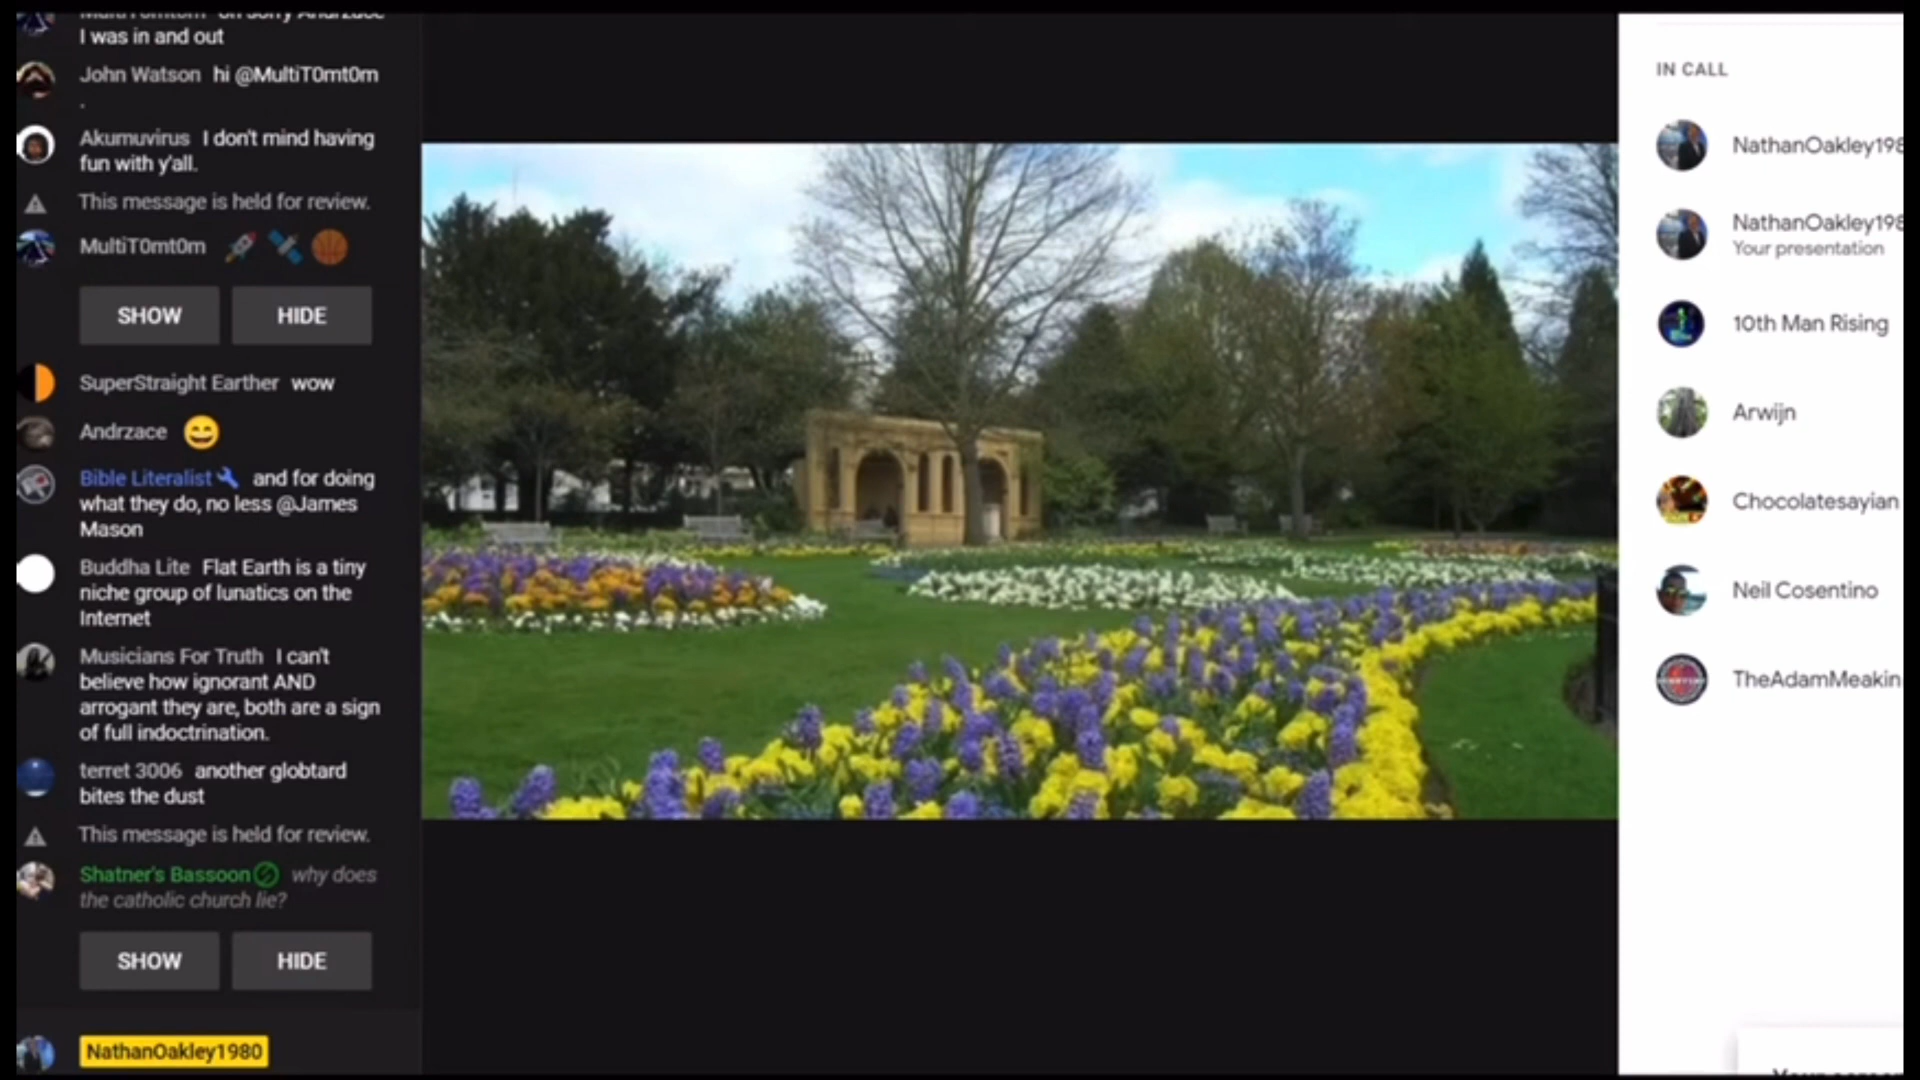 I was in and out
John Watson hi @MultiT0mt0m
.
Akumuvirus I don't mind having
fun with y'all.
This message is held for review.
MultiT0mt0m 🚀 🛰 🏀
SHOW HIDE
SuperStraight Earther wow
Andrzace 😄
Bible Literalist and for doing
what they do, no less @James
Mason
Buddha Lite Flat Earth is a tiny
niche group of lunatics on the
Internet
Musicians For Truth I can't
believe how ignorant AND
arrogant they are, both are a sign
of full indoctrination.
terret 3006 another globtard
bites the dust
This message is held for review.
Shatner's Bassoon why does
the catholic church lie?
SHOW HIDE
NathanOakley1980
IN CALL
NathanOakley198
NathanOakley198
Your presentation
10th Man Rising
Arwijn
Chocolatesayian
Neil Cosentino
TheAdamMeakin